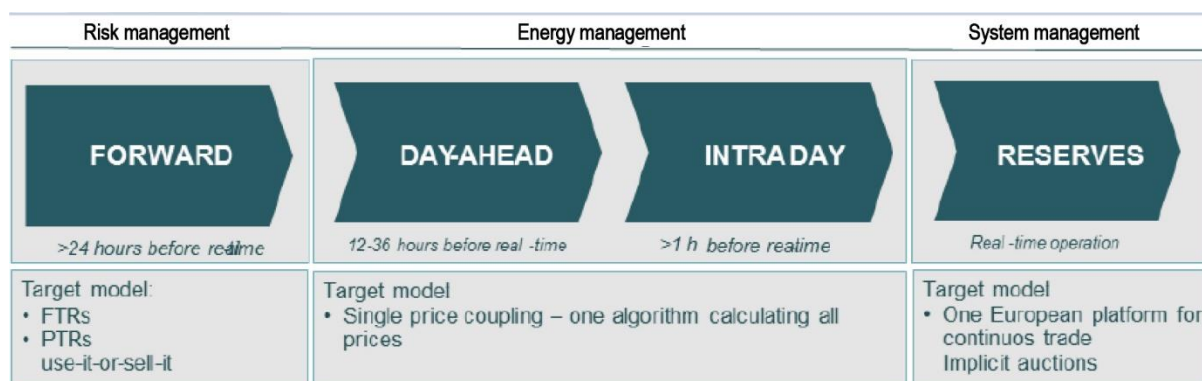 Risk management
Energy management
System management
FORWARD
DAY-AHEAD
INTRADAY
RESERVES
>24 hours before
12-36 hours before real -time
>1 h before reatime
Real -time operation
Target model:
• FTRs
• PTRs
use-it-or-sell-it
Target model
• Single price coupling – one algorithm calculating all
prices
Target model
• One European platform for
continuos trade
Implicit auctions